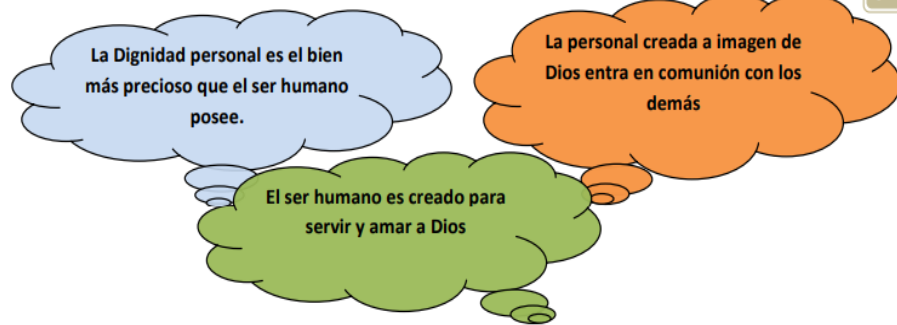 La Dignidad personal es el bien
más precioso que el ser humano
posee.
La personal creada a imagen de
Dios entra en comunión con los
demás
El ser humano es creado para
servir y amar a Dios